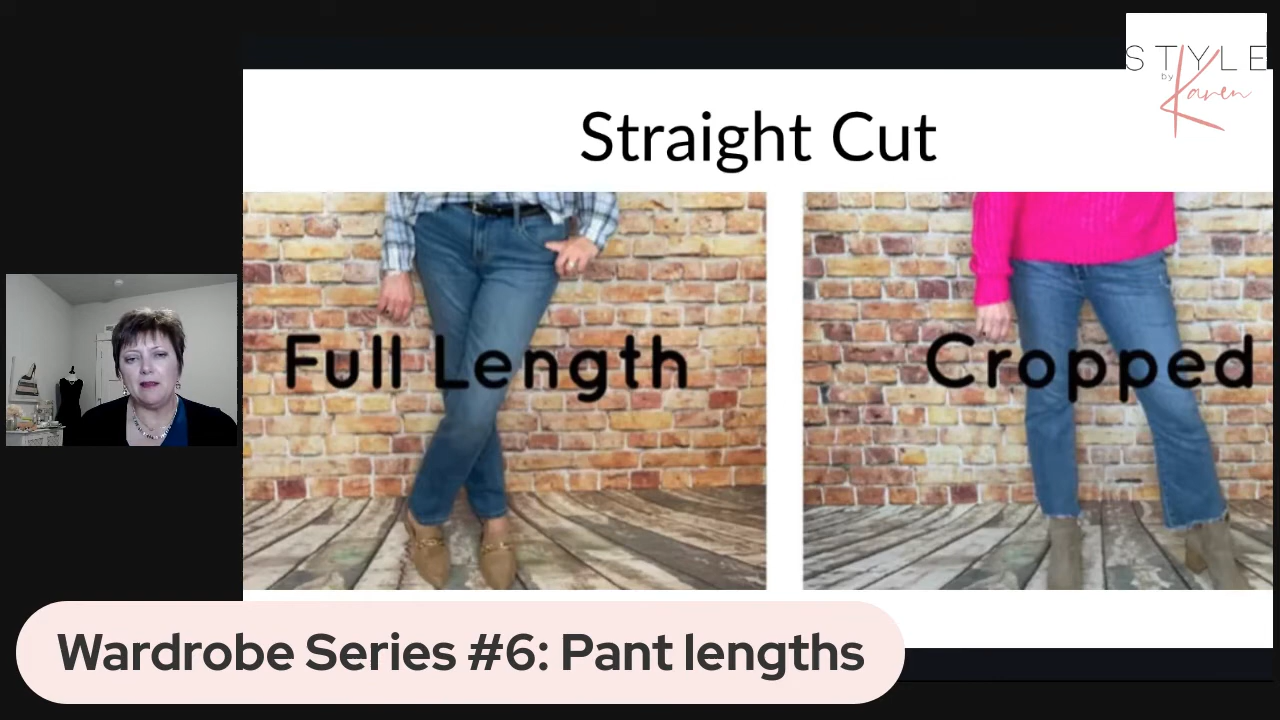 STYLE
by
Karen
Straight Cut
Full Length
Cropped
Wardrobe Series #6: Pant lengths